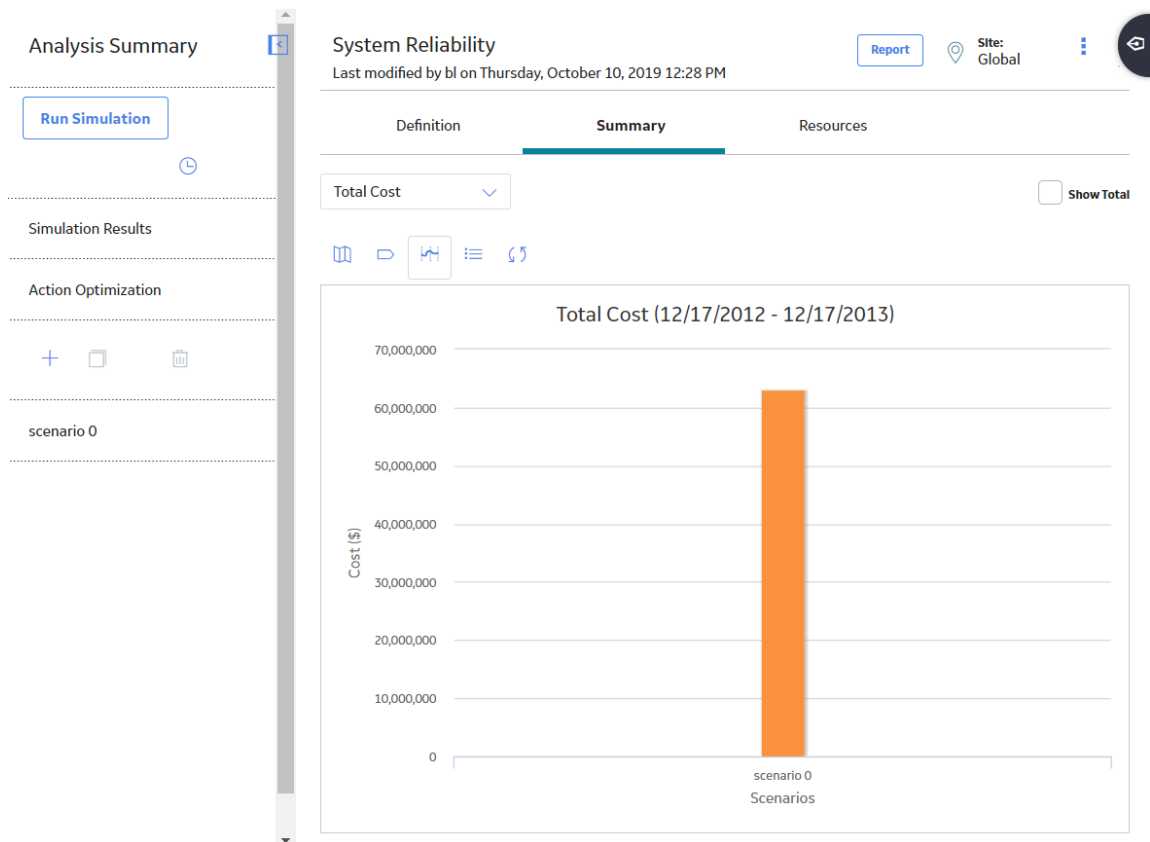 Analysis Summary
Run Simulation
Simulation Results
Action Optimization
scenario 0
System Reliability
Last modified by bl on Thursday, October 10, 2019 12:28 PM
Report
Site:
Global
Definition
Summary
Resources
Total Cost
Show Total
Total Cost (12/17/2012 - 12/17/2013)
70,000,000
60,000,000
50,000,000
40,000,000
30,000,000
20,000,000
10,000,000
0
Cost ($)
scenario 0
Scenarios